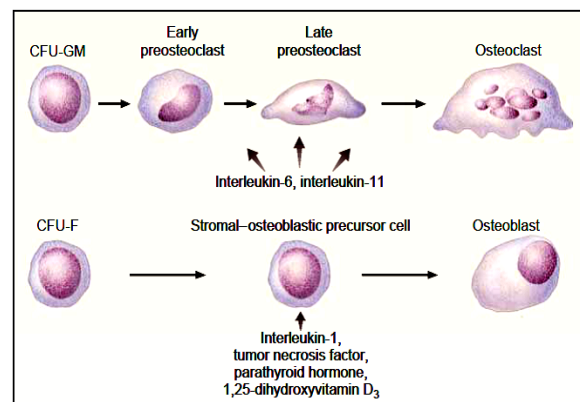 CFU-GM
Early
preosteoclast
Late
preosteoclast
Osteoclast
Interleukin-6, interleukin-11
CFU-F
Stromal–osteoblastic precursor cell
Osteoblast
Interleukin-1,
tumor necrosis factor,
parathyroid hormone,
1,25-dihydroxyvitamin D₃